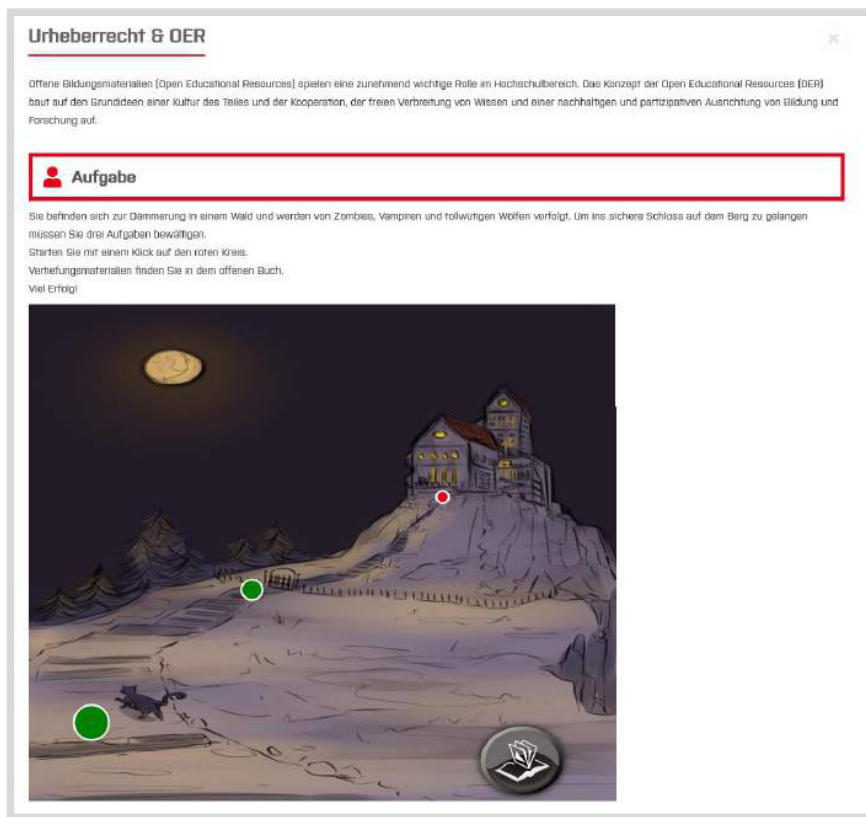 Urheberrecht & OER
Offene Bildungsmaterialien (Open Educational Resources) spielen eine zunehmend wichtige Rolle im Hochschulbereich. Das Konzept der Open Educational Resources (OER)
baut auf den Grundideen einer Kultur des Teiles und der Kooperation, der freien Verbreitung von Wissen und einer nachhaltigen und partizipativen Ausrichtung von Bildung und
Forschung auf.
Aufgabe
Sie befinden sich zur Dämmerung in einem Wald und werden von Zombies, Vampiren und tollwütigen Wölfen verfolgt. Um ins sichere Schloss auf dem Berg zu gelangen
müssen Sie drei Aufgaben bewältigen.
Starten Sie mit einem Klick auf den roten Kreis.
Vertiefungsmaterialien finden Sie in dem offenen Buch.
Viel Erfolg!